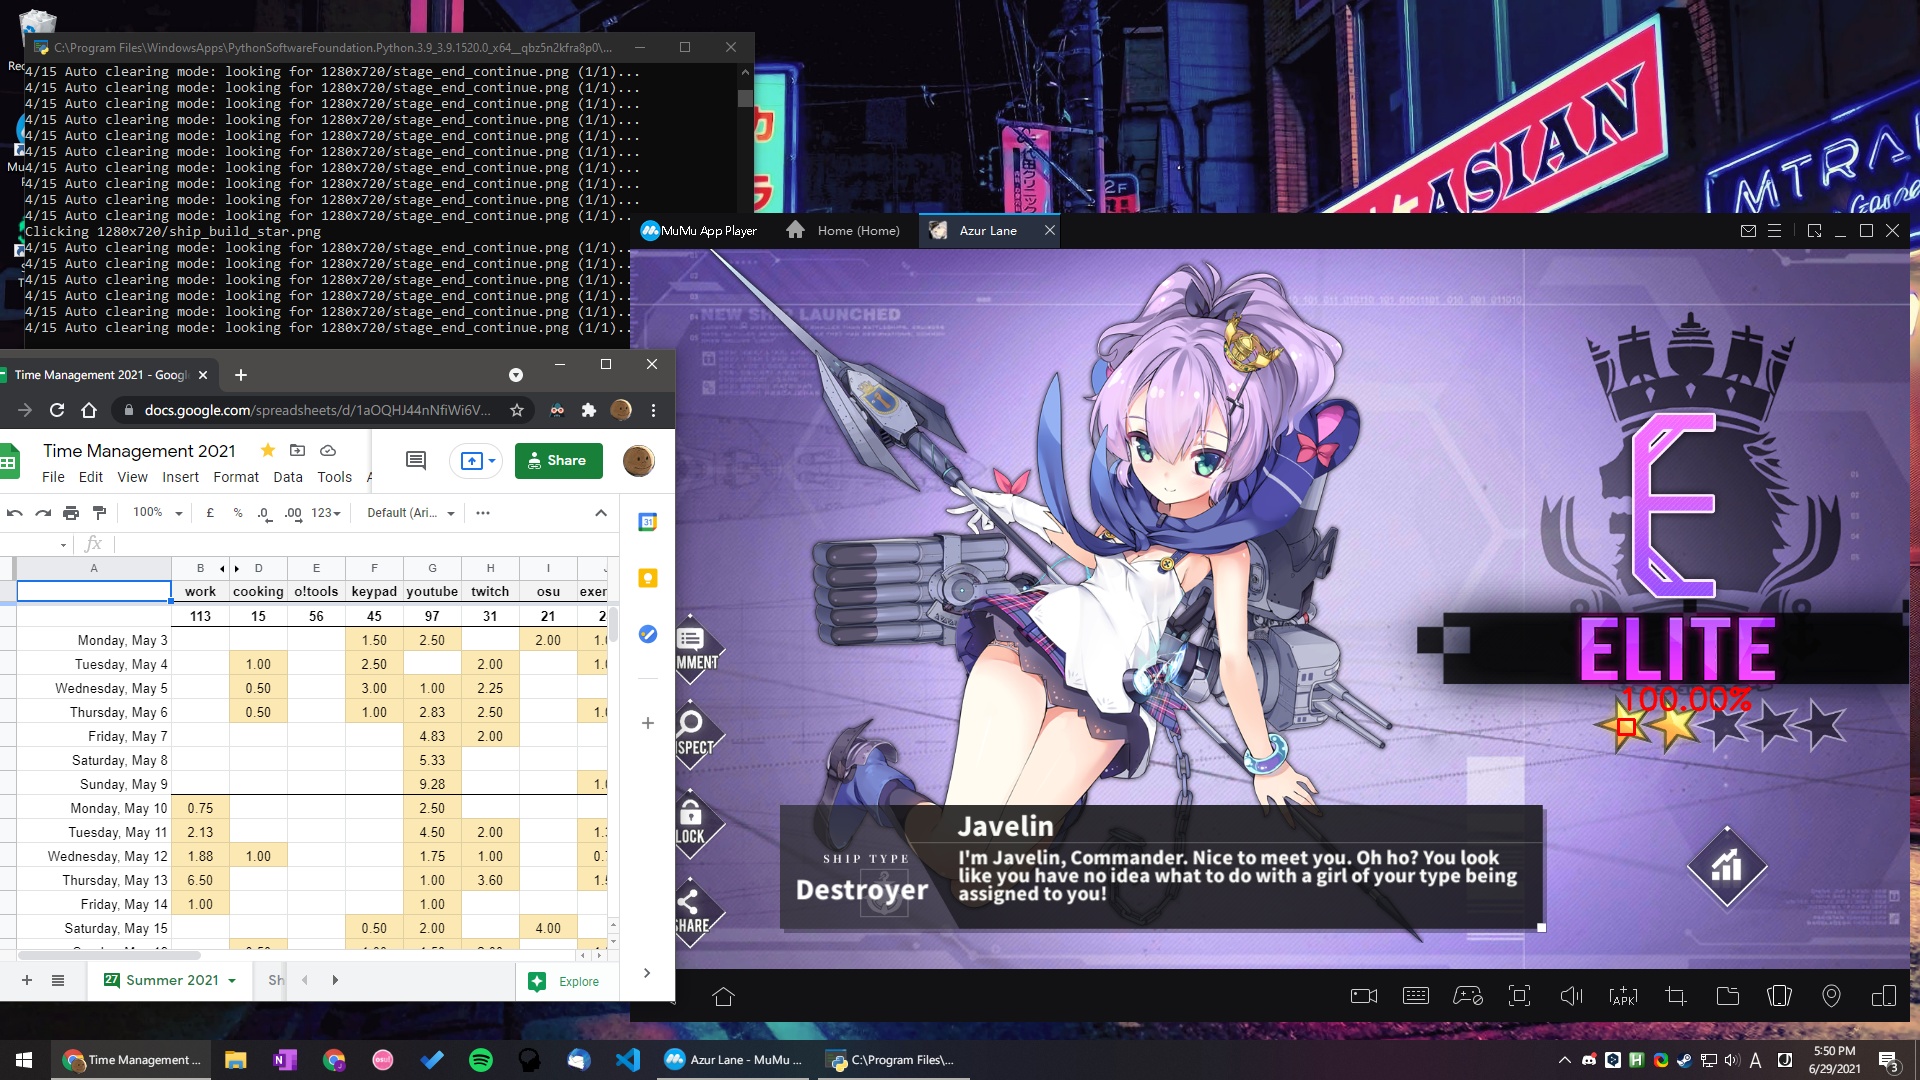 C:\Program Files\WindowsApps\PythonSoftwareFoundation.Python.3.9_3.9.1520.0_x64__qbz5n2kfra8p0\...
4/15 Auto clearing mode: looking for 1280x720/stage_end_continue.png (1/1)...
4/15 Auto clearing mode: looking for 1280x720/stage_end_continue.png (1/1)...
4/15 Auto clearing mode: looking for 1280x720/stage_end_continue.png (1/1)...
4/15 Auto clearing mode: looking for 1280x720/stage_end_continue.png (1/1)...
4/15 Auto clearing mode: looking for 1280x720/stage_end_continue.png (1/1)...
4/15 Auto clearing mode: looking for 1280x720/stage_end_continue.png (1/1)...
4/15 Auto clearing mode: looking for 1280x720/stage_end_continue.png (1/1)...
4/15 Auto clearing mode: looking for 1280x720/stage_end_continue.png (1/1)...
4/15 Auto clearing mode: looking for 1280x720/stage_end_continue.png (1/1)...
4/15 Auto clearing mode: looking for 1280x720/stage_end_continue.png (1/1)...
Clicking 1280x720/ship_build_star.png
4/15 Auto clearing mode: looking for 1280x720/stage_end_continue.png (1/1)..
4/15 Auto clearing mode: looking for 1280x720/stage_end_continue.png (1/1)..
4/15 Auto clearing mode: looking for 1280x720/stage_end_continue.png (1/1)..
4/15 Auto clearing mode: looking for 1280x720/stage_end_continue.png (1/1)..
4/15 Auto clearing mode: looking for 1280x720/stage_end_continue.png (1/1)..
4/15 Auto clearing mode: looking for 1280x720/stage_end_continue.png (1/1)..
ASIAN
MTRA
2F
MuMu App Player
Home (Home)
Azur Lane
NEW SHIP LAUNCHED
E
ELITE
100.00%
MMENT
SPECT
LOCK
SHARE
SHIP TYPE
Destroyer
Javelin
I'm Javelin, Commander. Nice to meet you. Oh ho? You look
like you have no idea what to do with a girl of your type being
assigned to you!
APK
Time Management 2021 - Googl
docs.google.com/spreadsheets/d/1aOQHJ44nNfiWi6V...
Time Management 2021
File Edit View Insert Format Data Tools
Share
100% £ % .0 .00 123 Default (Ari...
fx
A B D E F G H I
work cooking o!tools keypad youtube twitch osu exer
113 15 56 45 97 31 21 2
Monday, May 3 1.50 2.50 2.00 1.0
Tuesday, May 4 1.00 2.50 2.00 1.0
Wednesday, May 5 0.50 3.00 1.00 2.25
Thursday, May 6 0.50 1.00 2.83 2.50 1.0
Friday, May 7 4.83 2.00
Saturday, May 8 5.33
Sunday, May 9 9.28 1.0
Monday, May 10 0.75 2.50
Tuesday, May 11 2.13 4.50 2.00 1.
Wednesday, May 12 1.88 1.00 1.75 1.00 0.
Thursday, May 13 6.50 1.00 3.60 1.
Friday, May 14 1.00 1.00
Saturday, May 15 0.50 2.00 4.00
27 Summer 2021 Sh
Explore
Time Management ...
Azur Lane - MuMu ...
C:\Program Files\...
5:50 PM
6/29/2021
3